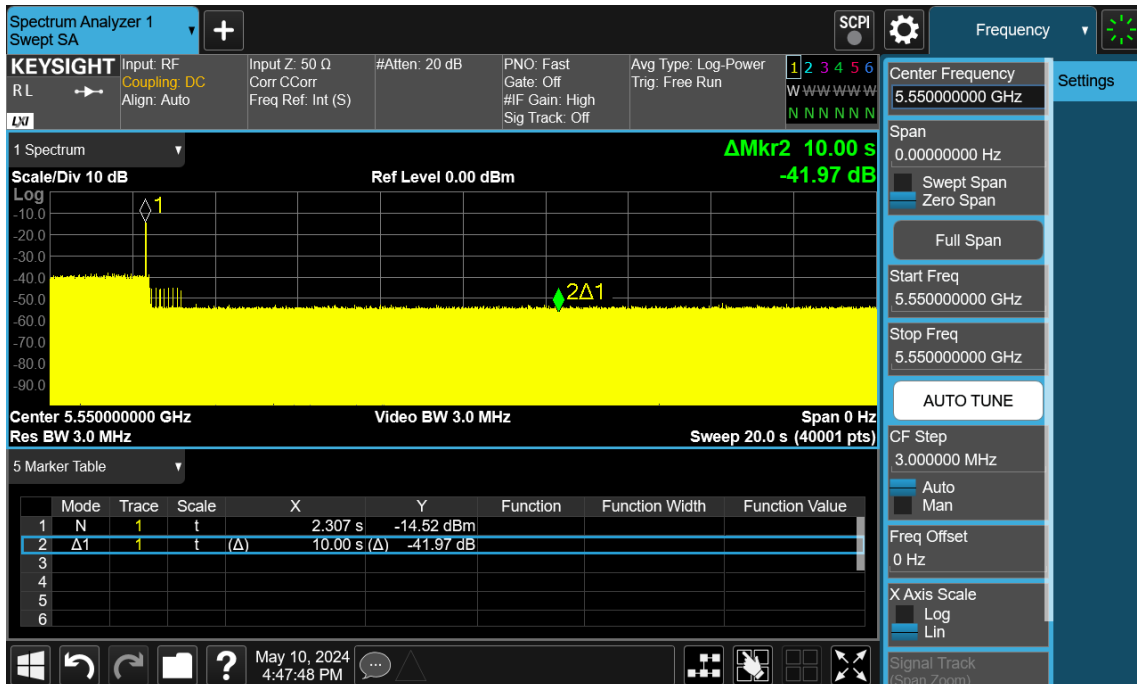 Spectrum Analyzer 1
Swept SA
+
SCPI
Frequency
KEYSIGHT
RL
LXI
Input: RF
Coupling: DC
Align: Auto
Input Z: 50 Ω
Corr CCorr
Freq Ref: Int (S)
#Atten: 20 dB
PNO: Fast
Gate: Off
#IF Gain: High
Sig Track: Off
Avg Type: Log-Power
Trig: Free Run
1 2 3 4 5 6
W W W W W W
N N N N N N
1 Spectrum
ΔMkr2 10.00 s
-41.97 dB
Scale/Div 10 dB
Ref Level 0.00 dBm
Log
-10.0
-20.0
-30.0
-40.0
-50.0
-60.0
-70.0
-80.0
-90.0
1
2Δ1
Center 5.550000000 GHz
Video BW 3.0 MHz
Span 0 Hz
Res BW 3.0 MHz
Sweep 20.0 s (40001 pts)
5 Marker Table
Mode Trace Scale X Y Function Function Width Function Value
1 N 1 t 2.307 s -14.52 dBm
2 Δ1 1 t (Δ) 10.00 s (Δ) -41.97 dB
3
4
5
6
May 10, 2024
4:47:48 PM
Center Frequency
5.550000000 GHz
Settings
Span
0.00000000 Hz
Swept Span
Zero Span
Full Span
Start Freq
5.550000000 GHz
Stop Freq
5.550000000 GHz
AUTO TUNE
CF Step
3.000000 MHz
Auto
Man
Freq Offset
0 Hz
X Axis Scale
Log
Lin
Signal Track
(Span Zoom)